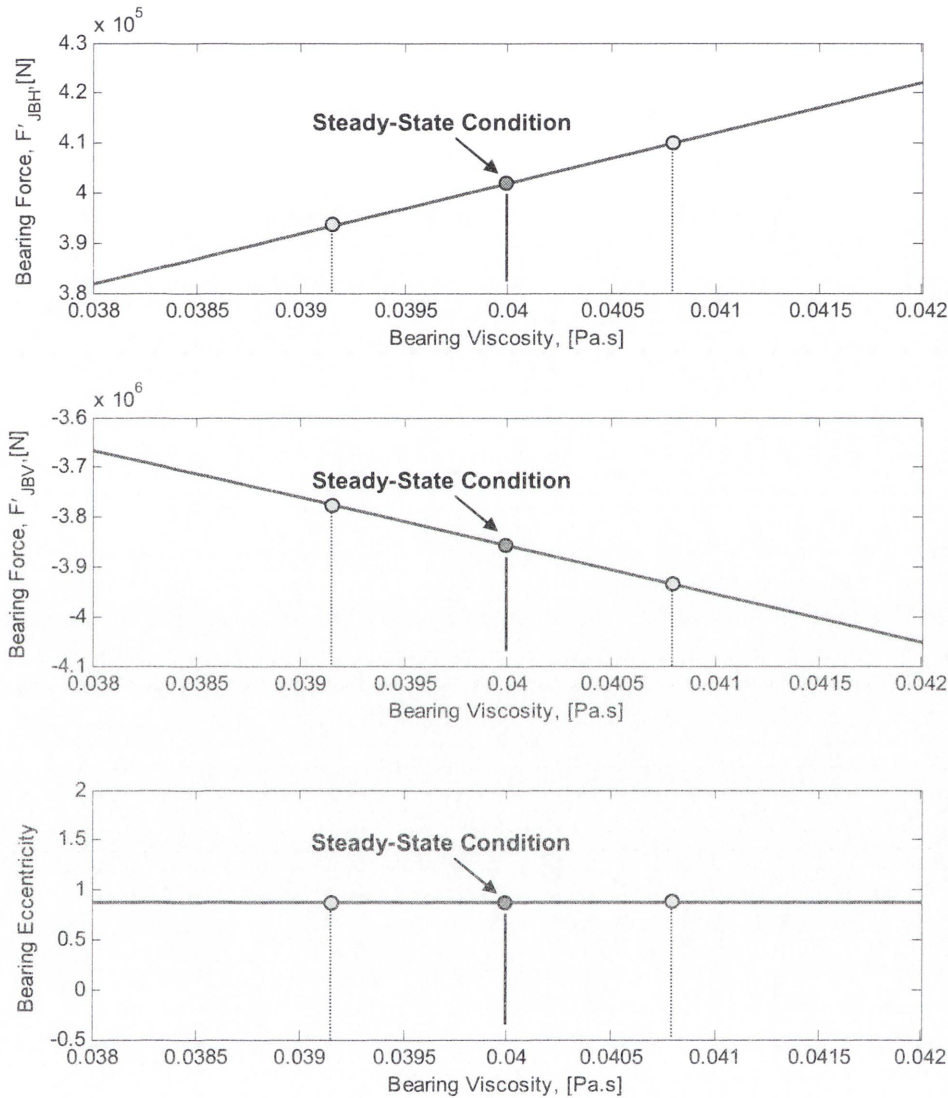 x 10⁵
4.3
4.2
4.1
4
3.9
3.8
Bearing Force, F′JBH,[N]
Steady-State Condition
0.038 0.0385 0.039 0.0395 0.04 0.0405 0.041 0.0415 0.042
Bearing Viscosity, [Pa.s]
x 10⁶
-3.6
-3.7
-3.8
-3.9
-4
-4.1
Bearing Force, F′JBV,[N]
Steady-State Condition
0.038 0.0385 0.039 0.0395 0.04 0.0405 0.041 0.0415 0.042
Bearing Viscosity, [Pa.s]
2
1.5
1
0.5
0
-0.5
Bearing Eccentricity
Steady-State Condition
0.038 0.0385 0.039 0.0395 0.04 0.0405 0.041 0.0415 0.042
Bearing Viscosity, [Pa.s]